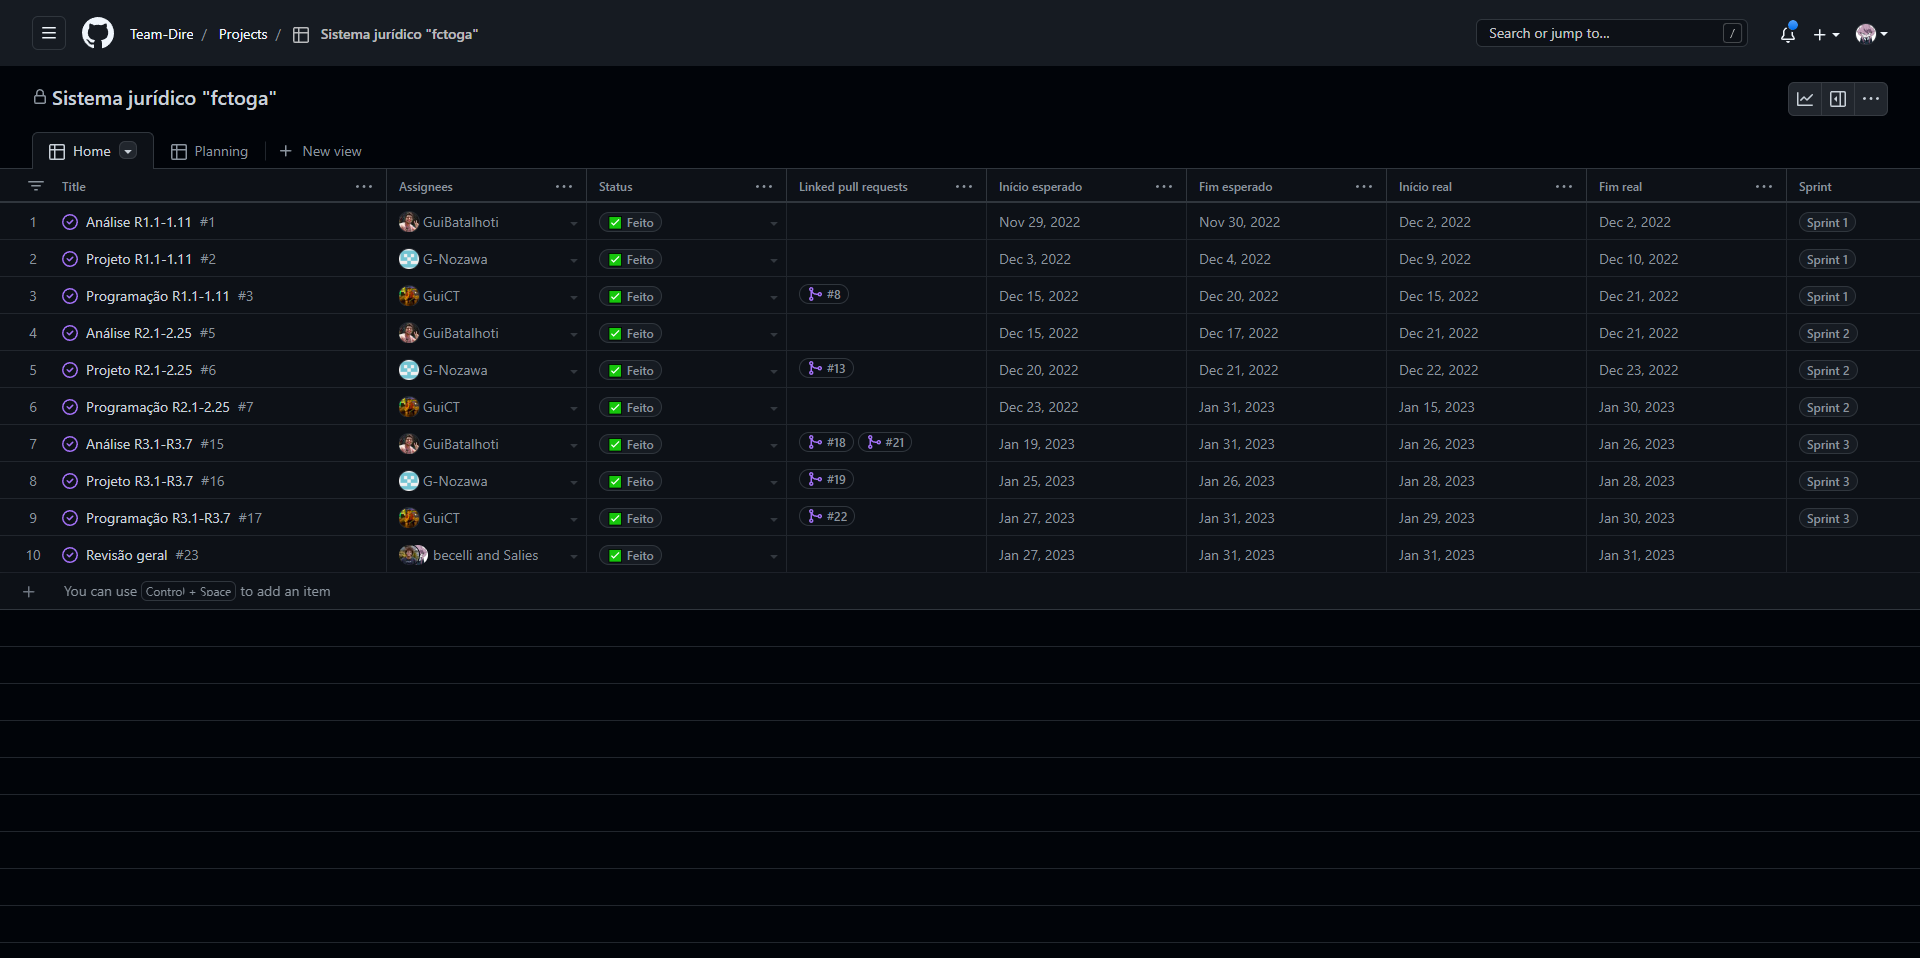 Team-Dire / Projects / Sistema jurídico "fctoga" Search or jump to... /
Sistema jurídico "fctoga"
Home Planning New view
Title Assignees Status Linked pull requests Início esperado Fim esperado Início real Fim real Sprint
1 Análise R1.1-1.11 #1 GuiBatalhoti Feito Nov 29, 2022 Nov 30, 2022 Dec 2, 2022 Dec 2, 2022 Sprint 1
2 Projeto R1.1-1.11 #2 G-Nozawa Feito Dec 3, 2022 Dec 4, 2022 Dec 9, 2022 Dec 10, 2022 Sprint 1
3 Programação R1.1-1.11 #3 GuiCT Feito #8 Dec 15, 2022 Dec 20, 2022 Dec 15, 2022 Dec 21, 2022 Sprint 1
4 Análise R2.1-2.25 #5 GuiBatalhoti Feito Dec 15, 2022 Dec 17, 2022 Dec 21, 2022 Dec 21, 2022 Sprint 2
5 Projeto R2.1-2.25 #6 G-Nozawa Feito #13 Dec 20, 2022 Dec 21, 2022 Dec 22, 2022 Dec 23, 2022 Sprint 2
6 Programação R2.1-2.25 #7 GuiCT Feito Dec 23, 2022 Jan 31, 2023 Jan 15, 2023 Jan 30, 2023 Sprint 2
7 Análise R3.1-R3.7 #15 GuiBatalhoti Feito #18 #21 Jan 19, 2023 Jan 31, 2023 Jan 26, 2023 Jan 26, 2023 Sprint 3
8 Projeto R3.1-R3.7 #16 G-Nozawa Feito #19 Jan 25, 2023 Jan 26, 2023 Jan 28, 2023 Jan 28, 2023 Sprint 3
9 Programação R3.1-R3.7 #17 GuiCT Feito #22 Jan 27, 2023 Jan 31, 2023 Jan 29, 2023 Jan 30, 2023 Sprint 3
10 Revisão geral #23 becelli and Salies Feito Jan 27, 2023 Jan 31, 2023 Jan 31, 2023 Jan 31, 2023
You can use Control + Space to add an item